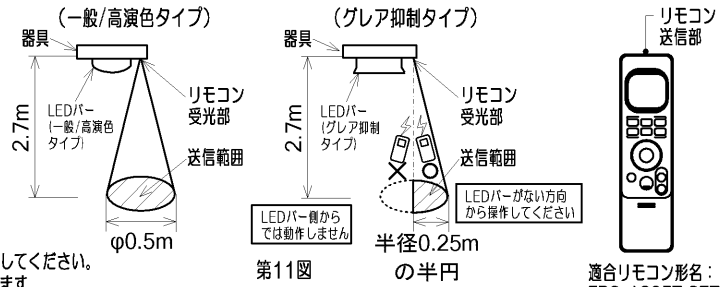 (一般/高演色タイプ)
器具
2.7m
LEDバー
(一般/高演色
タイプ)
リモコン
受光部
送信範囲
φ0.5m
(グレア抑制タイプ)
器具
2.7m
LEDバー
(グレア抑制
タイプ)
リモコン
受光部
送信範囲
LEDバー側から
では動作しません
LEDバーがない方向
から操作してください
半径0.25m
の半円
第11図
リモコン
送信部
してください。
ます
適合リモコン形名: